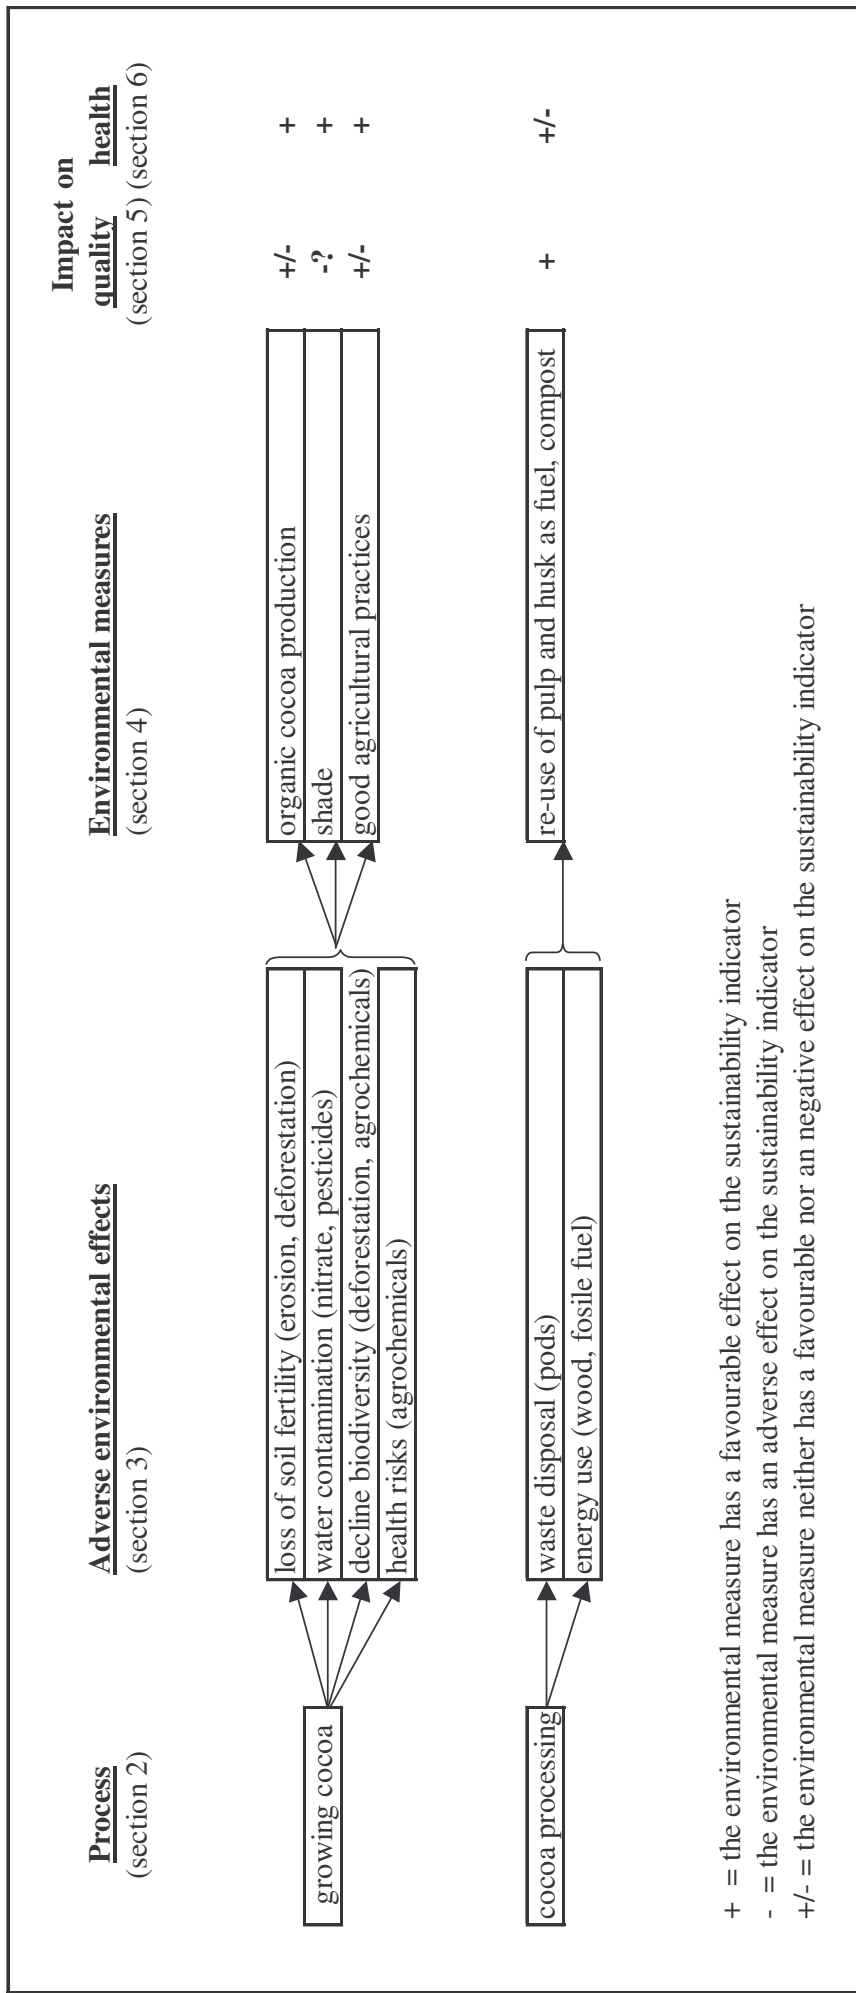 Impact on
Process Adverse environmental effects Environmental measures quality health
(section 2) (section 3) (section 4) (section 5) (section 6)
growing cocoa
loss of soil fertility (erosion, deforestation)
water contamination (nitrate, pesticides)
decline biodiversity (deforestation, agrochemicals)
health risks (agrochemicals)
organic cocoa production +/- +
shade -? +
good agricultural practices +/- +
cocoa processing
waste disposal (pods)
energy use (wood, fosile fuel)
re-use of pulp and husk as fuel, compost + +/-
+ = the environmental measure has a favourable effect on the sustainability indicator
- = the environmental measure has an adverse effect on the sustainability indicator
+/- = the environmental measure neither has a favourable nor an negative effect on the sustainability indicator